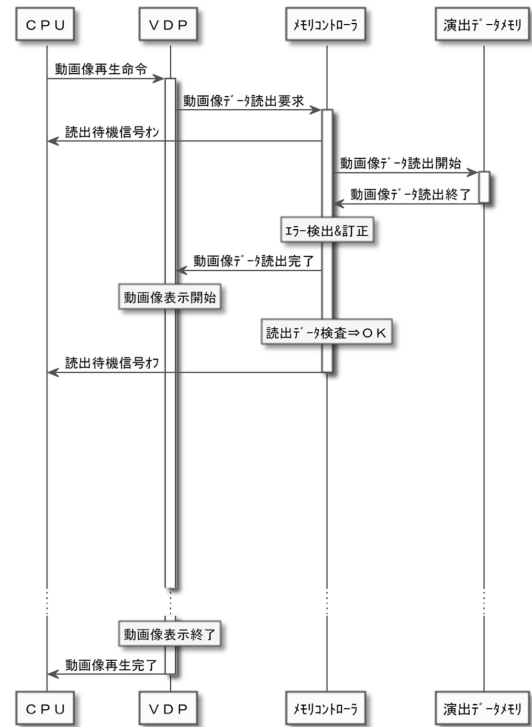 ＣＰＵ
ＶＤＰ
ﾒﾓﾘｺﾝﾄﾛｰﾗ
演出ﾃﾞｰﾀﾒﾓﾘ
動画像再生命令
動画像ﾃﾞｰﾀ読出要求
読出待機信号ｵﾝ
動画像ﾃﾞｰﾀ読出開始
動画像ﾃﾞｰﾀ読出終了
ｴﾗｰ検出&訂正
動画像ﾃﾞｰﾀ読出完了
動画像表示開始
読出ﾃﾞｰﾀ検査⇒ＯＫ
読出待機信号ｵﾌ
動画像表示終了
動画像再生完了
ＣＰＵ
ＶＤＰ
ﾒﾓﾘｺﾝﾄﾛｰﾗ
演出ﾃﾞｰﾀﾒﾓﾘ